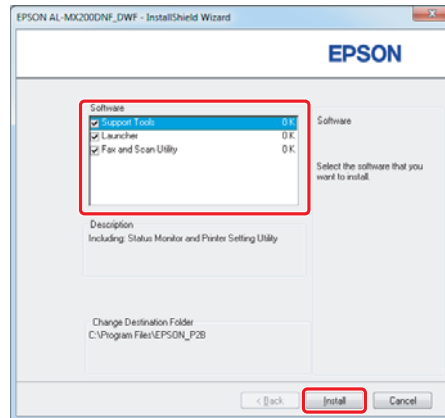 EPSON AL-MX200DNF_DWF - InstallShield Wizard
EPSON
Software
Support Tools 0 K
Launcher 0 K
Fax and Scan Utility 0 K
Software
Select the software that you
want to install.
Description
Including: Status Monitor and Printer Setting Utility
Change Destination Folder
C:\Program Files\EPSON_P2B
< Back
Install
Cancel